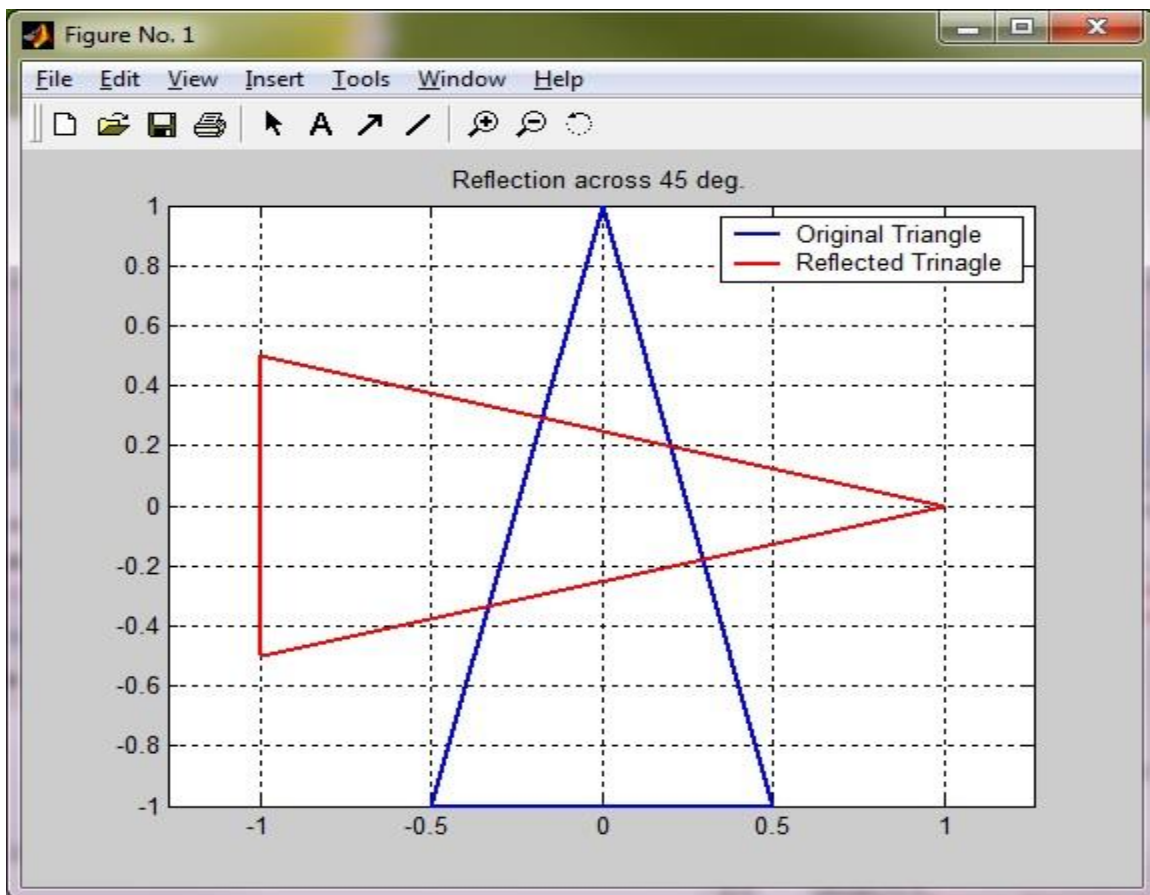 Figure No. 1
File Edit View Insert Tools Window Help
A
Reflection across 45 deg.
Original Triangle
Reflected Trinagle
1
0.8
0.6
0.4
0.2
0
-0.2
-0.4
-0.6
-0.8
-1
-1 -0.5 0 0.5 1